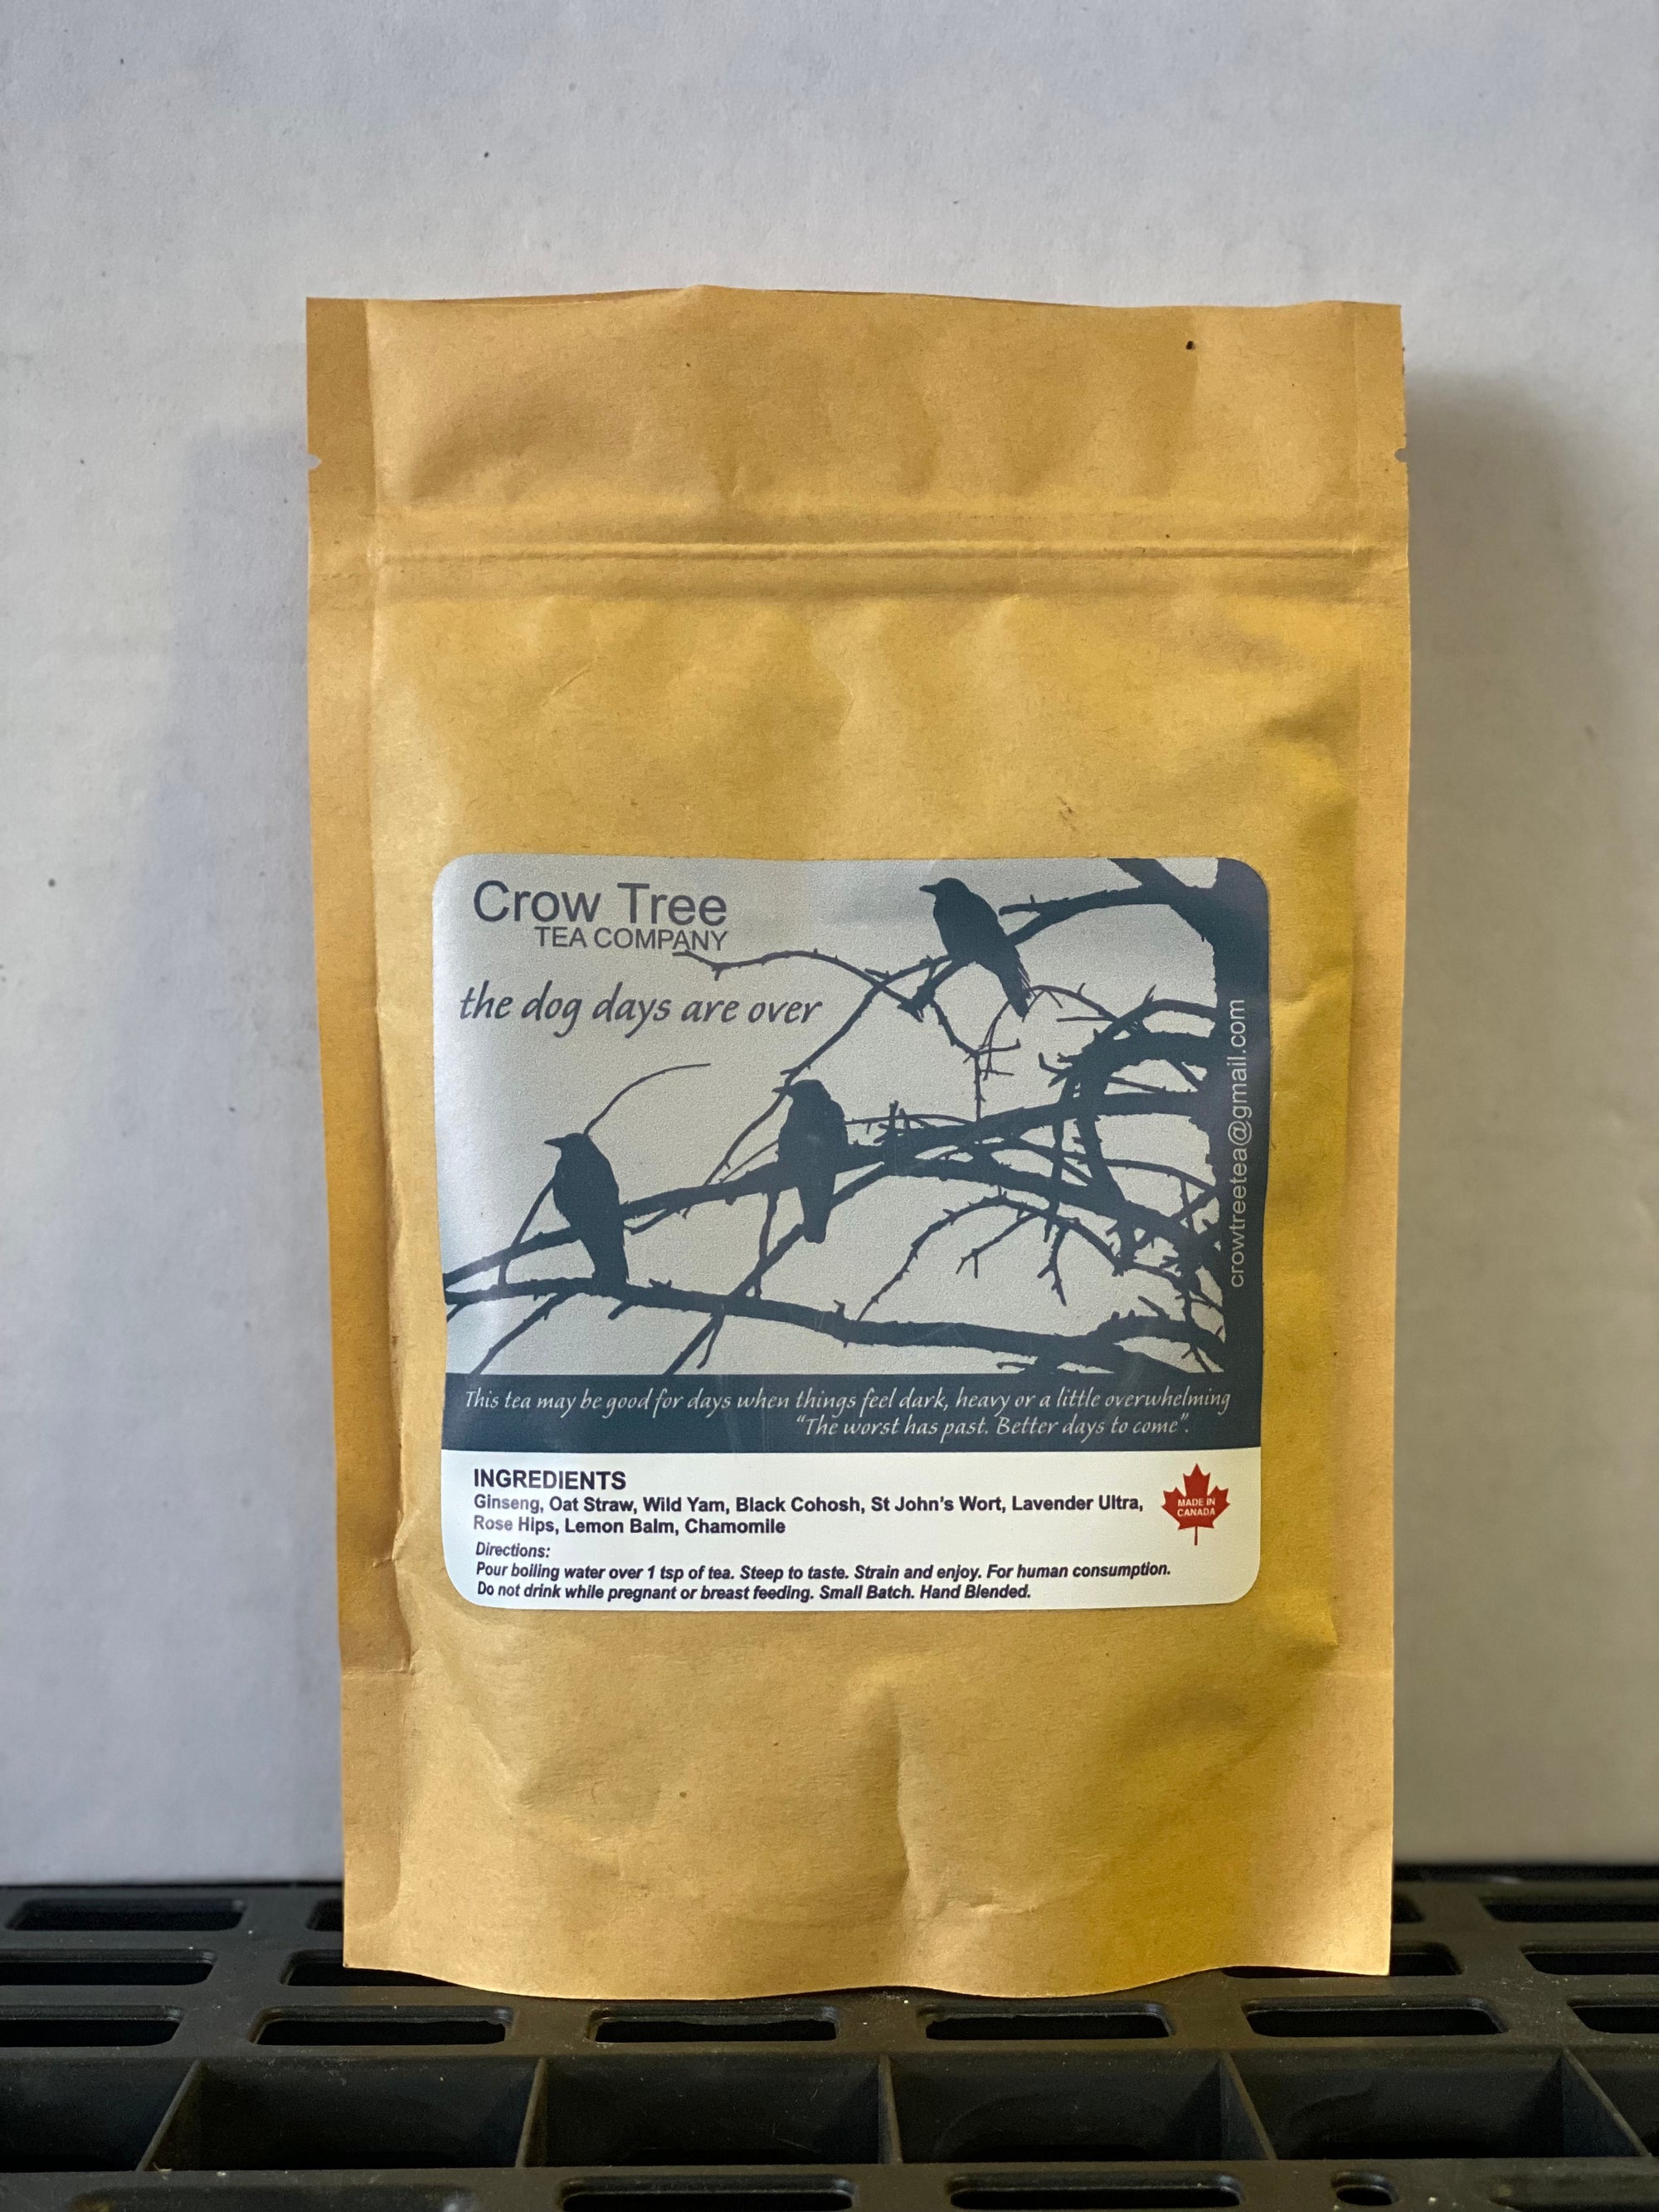 Crow Tree
TEA COMPANY
the dog days are over
crowtreetea@gmail.com
This tea may be good for days when things feel dark, heavy or a little overwhelming
“The worst has past. Better days to come”.
INGREDIENTS
Ginseng, Oat Straw, Wild Yam, Black Cohosh, St John’s Wort, Lavender Ultra,
Rose Hips, Lemon Balm, Chamomile
MADE IN
CANADA
Directions:
Pour boiling water over 1 tsp of tea. Steep to taste. Strain and enjoy. For human consumption.
Do not drink while pregnant or breast feeding. Small Batch. Hand Blended.